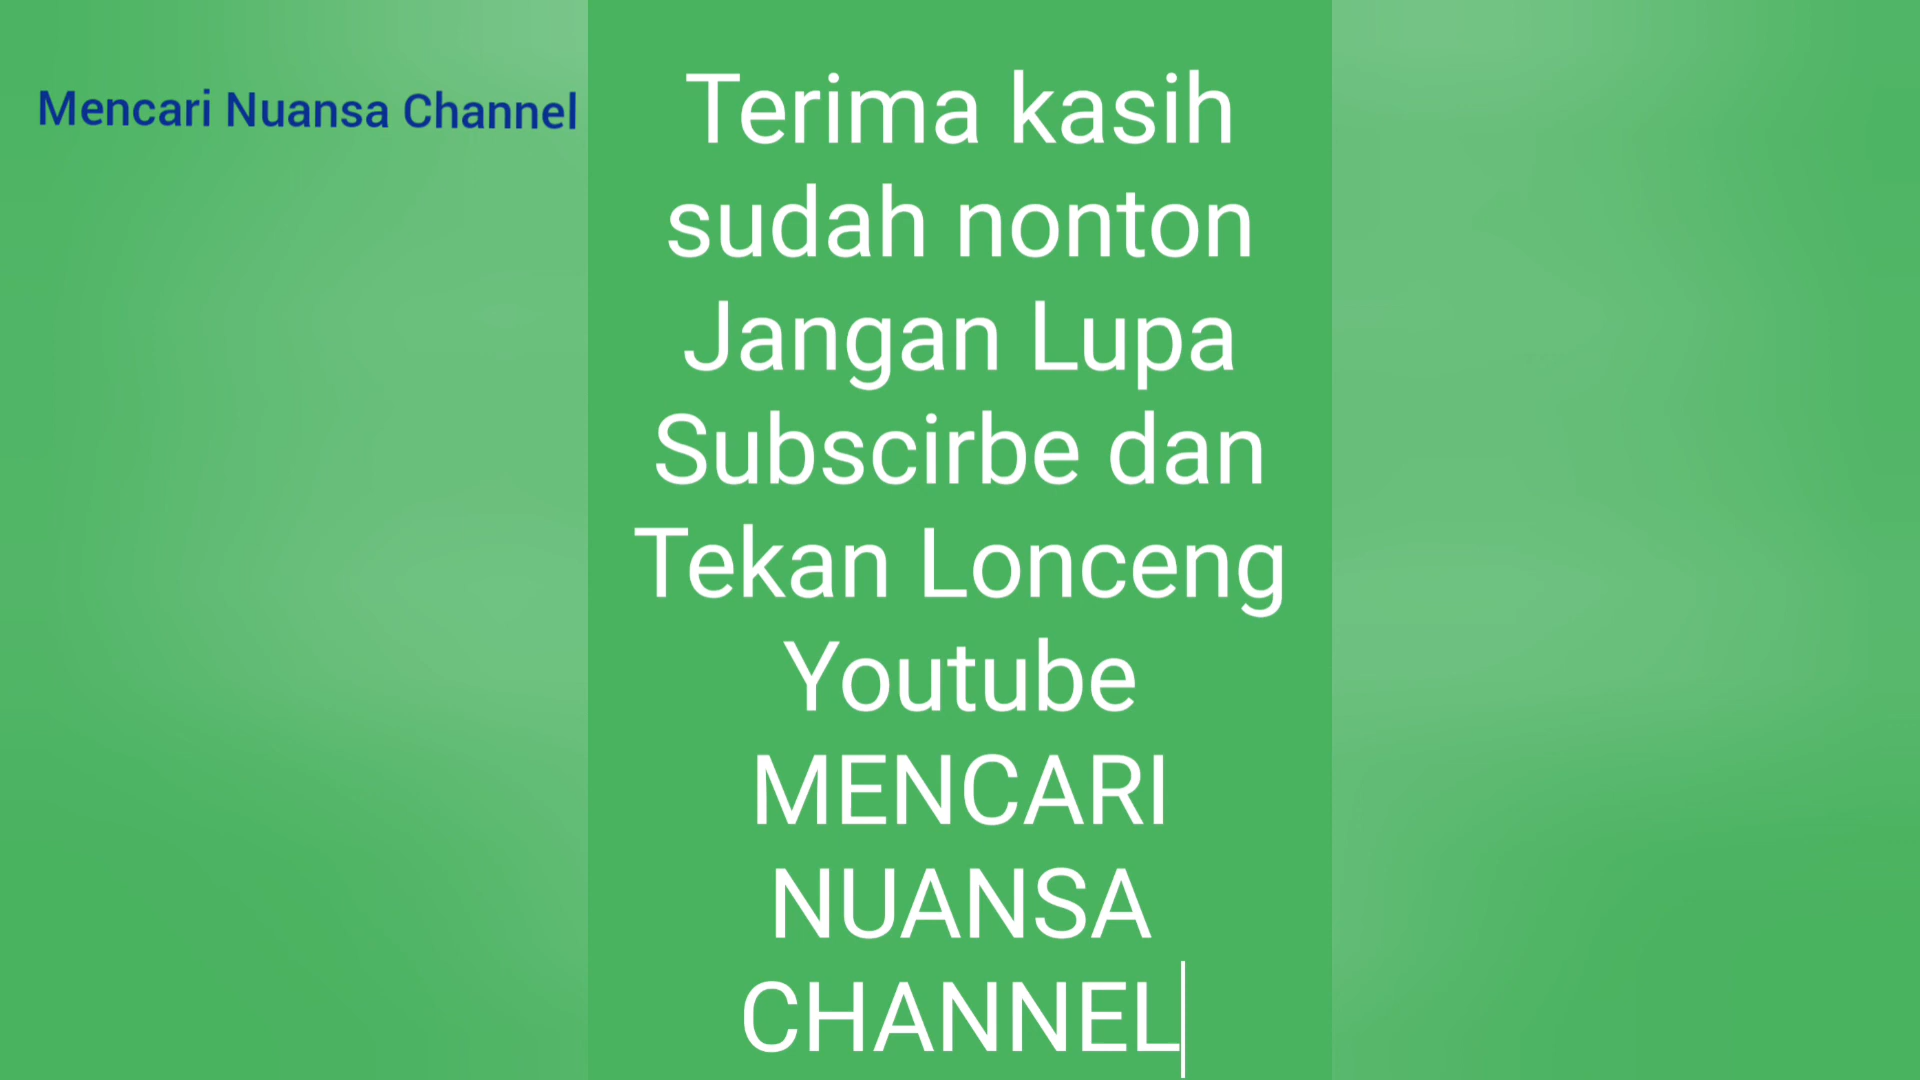 Mencari Nuansa Channel
Terima kasih
sudah nonton
Jangan Lupa
Subscirbe dan
Tekan Lonceng
Youtube
MENCARI
NUANSA
CHANNEL